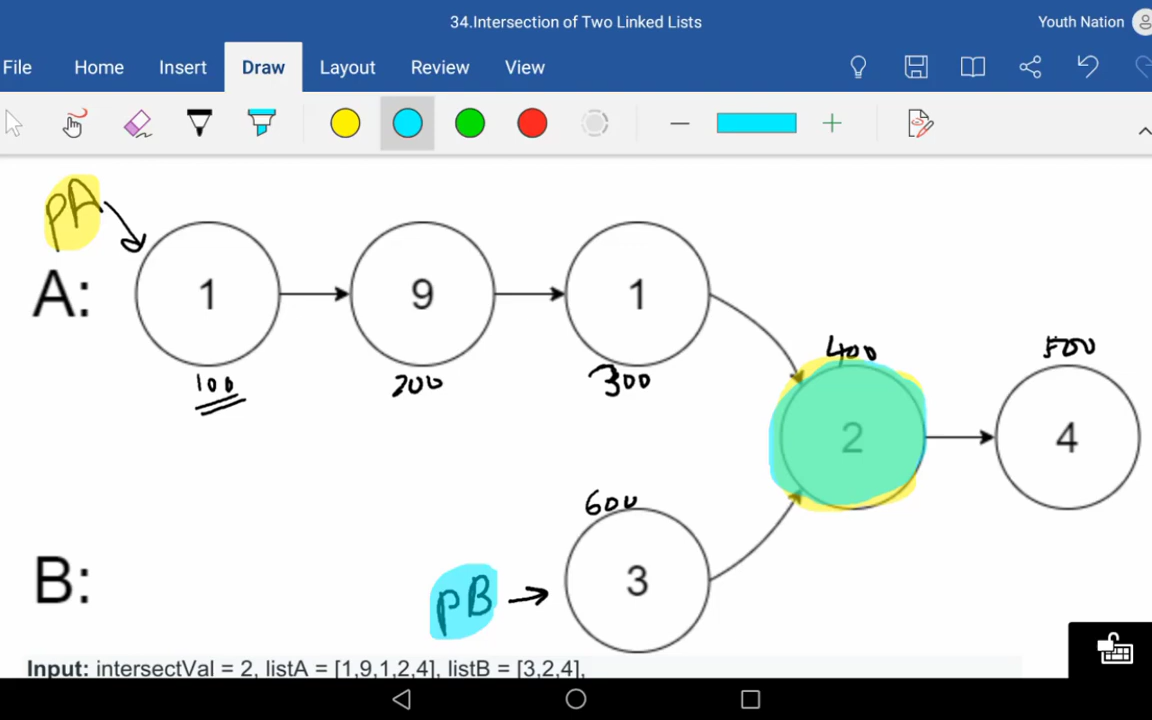 34.Intersection of Two Linked Lists
Youth Nation
File Home Insert Draw Layout Review View
pA
A: 1 9 1
100 200 300
400 500
2 4
600
B: pB 3
Input: intersectVal = 2, listA = [1,9,1,2,4], listB = [3,2,4],